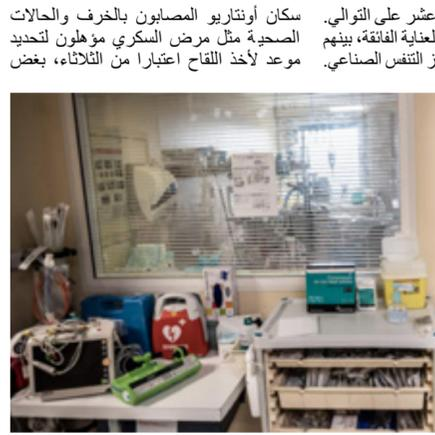 سكان أونتاريو المصابون بالخرف والحالات
الصحية مثل مرض السكري مؤهلون لتحديد
موعد لأخذ اللقاح اعتبارا من الثلاثاء، بغض
عشر على التوالي.
لعناية الفائقة، بينهم
ز التنفس الصناعي.